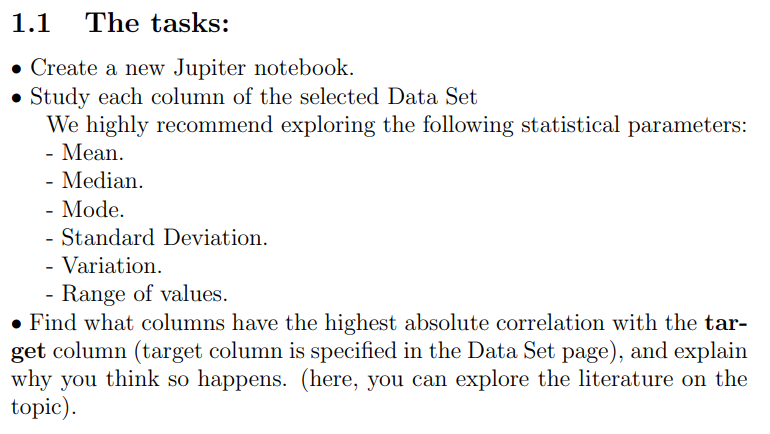 1.1 The tasks:
• Create a new Jupiter notebook.
• Study each column of the selected Data Set
We highly recommend exploring the following statistical parameters:
- Mean.
- Median.
- Mode.
- Standard Deviation.
- Variation.
- Range of values.
• Find what columns have the highest absolute correlation with the tar-
get column (target column is specified in the Data Set page), and explain
why you think so happens. (here, you can explore the literature on the
topic).